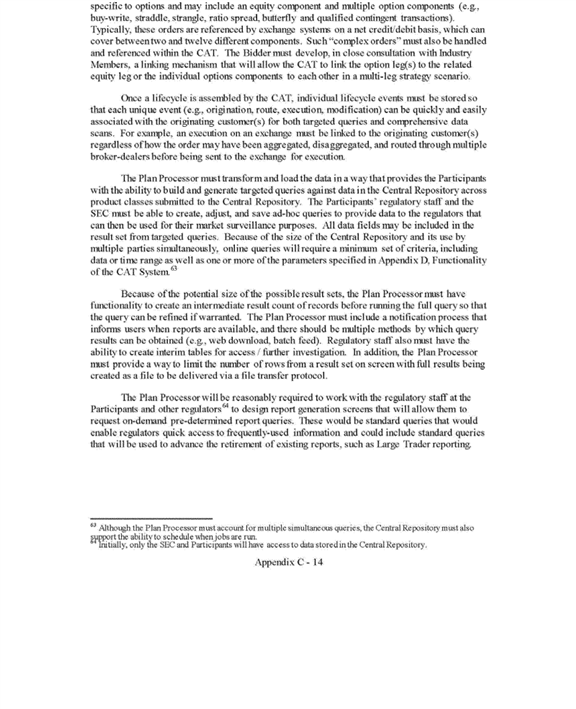 specific to options and may include an equity component and multiple option components (e.g.,
buy-write, straddle, strangle, ratio spread, butterfly and qualified contingent transactions).
Typically, these orders are referenced by exchange systems on a net credit/debit basis, which can
cover between two and twelve different components. Such “complex orders” must also be handled
and referenced within the CAT. The Bidder must develop, in close consultation with Industry
Members, a linking mechanism that will allow the CAT to link the option leg(s) to the related
equity leg or the individual options components to each other in a multi-leg strategy scenario.
Once a lifecycle is assembled by the CAT, individual lifecycle events must be stored so
that each unique event (e.g., origination, route, execution, modification) can be quickly and easily
associated with the originating customer(s) for both targeted queries and comprehensive data
scans. For example, an execution on an exchange must be linked to the originating customer(s)
regardless of how the order may have been aggregated, disaggregated, and routed through multiple
broker-dealers before being sent to the exchange for execution.
The Plan Processor must transform and load the data in a way that provides the Participants
with the ability to build and generate targeted queries against data in the Central Repository across
product classes submitted to the Central Repository. The Participants’ regulatory staff and the
SEC must be able to create, adjust, and save ad-hoc queries to provide data to the regulators that
can then be used for their market surveillance purposes. All data fields may be included in the
result set from targeted queries. Because of the size of the Central Repository and its use by
multiple parties simultaneously, online queries will require a minimum set of criteria, including
data or time range as well as one or more of the parameters specified in Appendix D, Functionality
of the CAT System.63
Because of the potential size of the possible result sets, the Plan Processor must have
functionality to create an intermediate result count of records before running the full query so that
the query can be refined if warranted. The Plan Processor must include a notification process that
informs users when reports are available, and there should be multiple methods by which query
results can be obtained (e.g., web download, batch feed). Regulatory staff also must have the
ability to create interim tables for access / further investigation. In addition, the Plan Processor
must provide a way to limit the number of rows from a result set on screen with full results being
created as a file to be delivered via a file transfer protocol.
The Plan Processor will be reasonably required to work with the regulatory staff at the
Participants and other regulators64 to design report generation screens that will allow them to
request on-demand pre-determined report queries. These would be standard queries that would
enable regulators quick access to frequently-used information and could include standard queries
that will be used to advance the retirement of existing reports, such as Large Trader reporting.
63 Although the Plan Processor must account for multiple simultaneous queries, the Central Repository must also
support the ability to schedule when jobs are run.
64 Initially, only the SEC and Participants will have access to data stored in the Central Repository.
Appendix C - 14